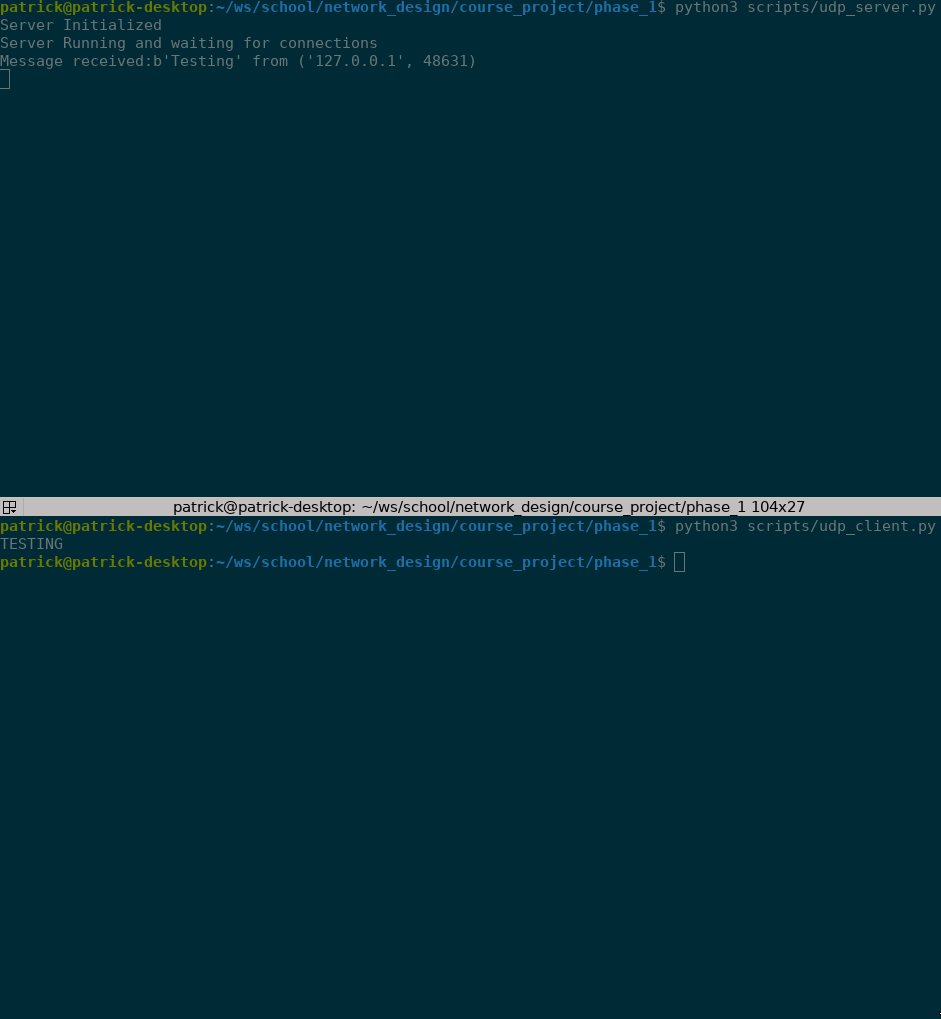 patrick@patrick-desktop:~/ws/school/network_design/course_project/phase_1$ python3 scripts/udp_server.py
Server Initialized
Server Running and waiting for connections
Message received:b'Testing' from ('127.0.0.1', 48631)
patrick@patrick-desktop: ~/ws/school/network_design/course_project/phase_1 104x27
patrick@patrick-desktop:~/ws/school/network_design/course_project/phase_1$ python3 scripts/udp_client.py
TESTING
patrick@patrick-desktop:~/ws/school/network_design/course_project/phase_1$